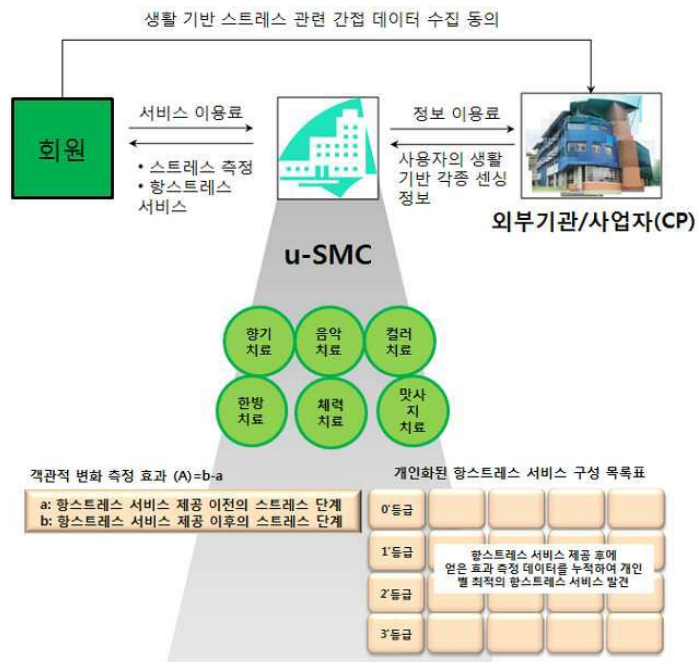 생활 기반 스트레스 관련 간접 데이터 수집 동의
회원
서비스 이용료
• 스트레스 측정
• 항스트레스
서비스
정보 이용료
사용자의 생활
기반 각종 센싱
정보
외부기관/사업자(CP)
u-SMC
향기
치료
음악
치료
컬러
치료
한방
치료
체력
치료
맛사
지
치료
객관적 변화 측정 효과 (A)=b-a
a: 항스트레스 서비스 제공 이전의 스트레스 단계
b: 항스트레스 서비스 제공 이후의 스트레스 단계
개인화된 항스트레스 서비스 구성 목록표
0'등급
1'등급
2'등급
3'등급
항스트레스 서비스 제공 후에
얻은 효과 측정 데이터를 누적하여 개인
별 최적의 항스트레스 서비스 발견